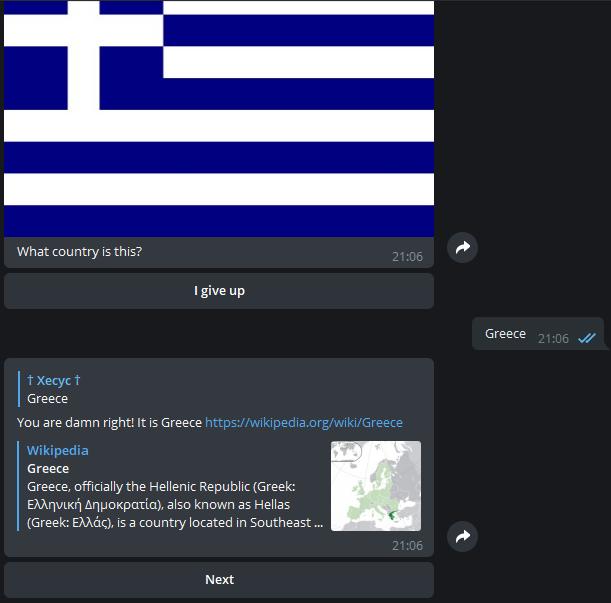 What country is this?
21:06
I give up
Greece 21:06
† Хесус †
Greece
You are damn right! It is Greece https://wikipedia.org/wiki/Greece
Wikipedia
Greece
Greece, officially the Hellenic Republic (Greek:
Ελληνική Δημοκρατία), also known as Hellas
(Greek: Ελλάς), is a country located in Southeast ...
21:06
Next